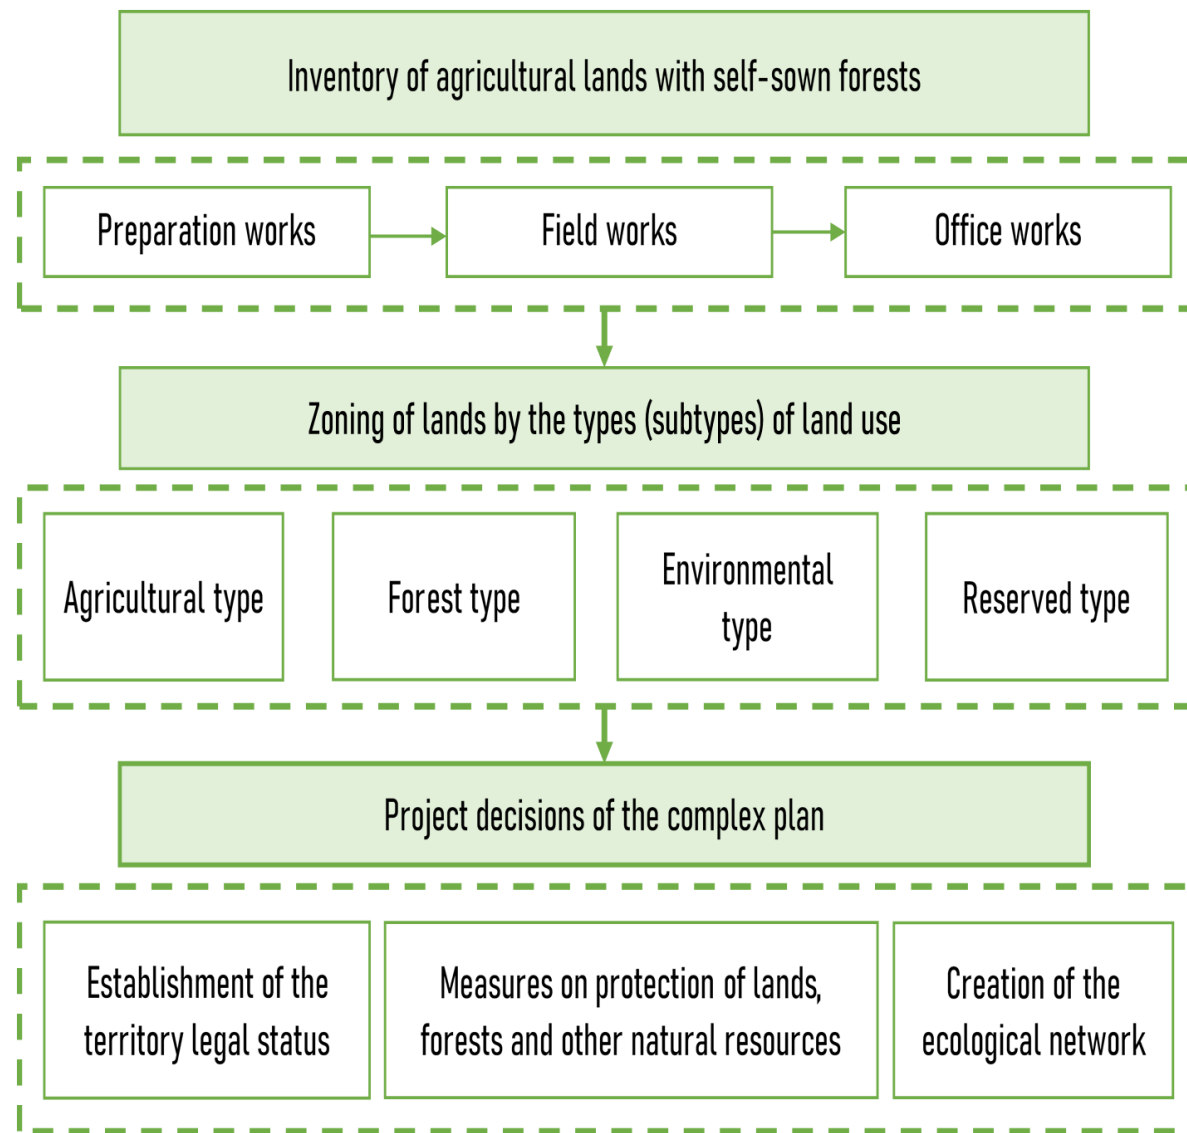 Inventory of agricultural lands with self-sown forests
Preparation works
Field works
Office works
Zoning of lands by the types (subtypes) of land use
Agricultural type
Forest type
Environmental
type
Reserved type
Project decisions of the complex plan
Establishment of the
territory legal status
Measures on protection of lands,
forests and other natural resources
Creation of the
ecological network